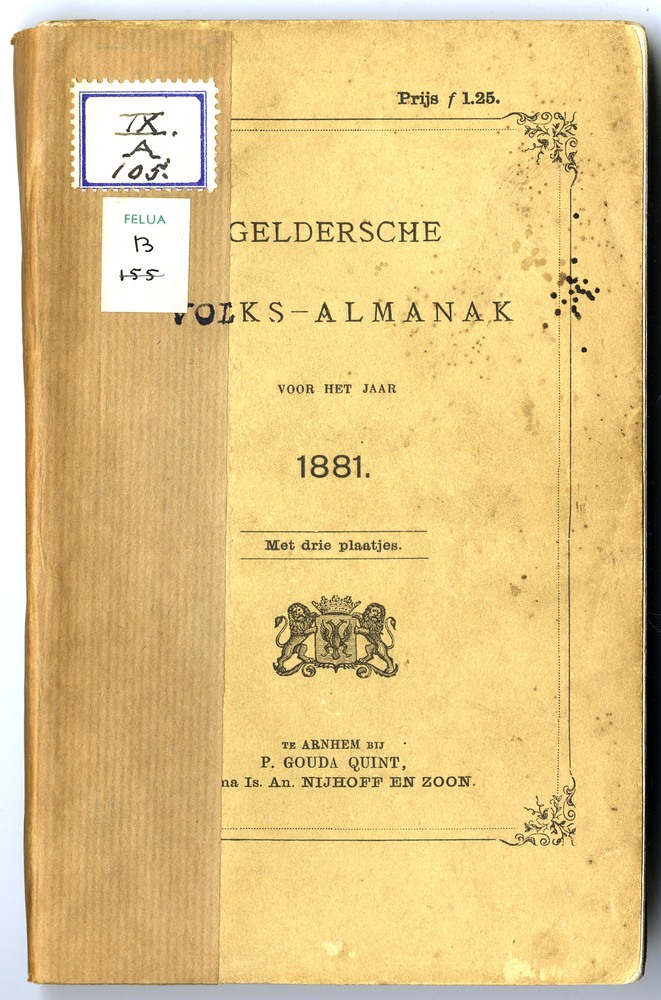 Prijs f 1.25.
IX.
A
105.
FELUA
B
155
GELDERSCHE
VOLKS-ALMANAK
VOOR HET JAAR
1881.
Met drie plaatjes.
TE ARNHEM BIJ
P. GOUDA QUINT,
Is. An. NIJHOFF EN ZOON.